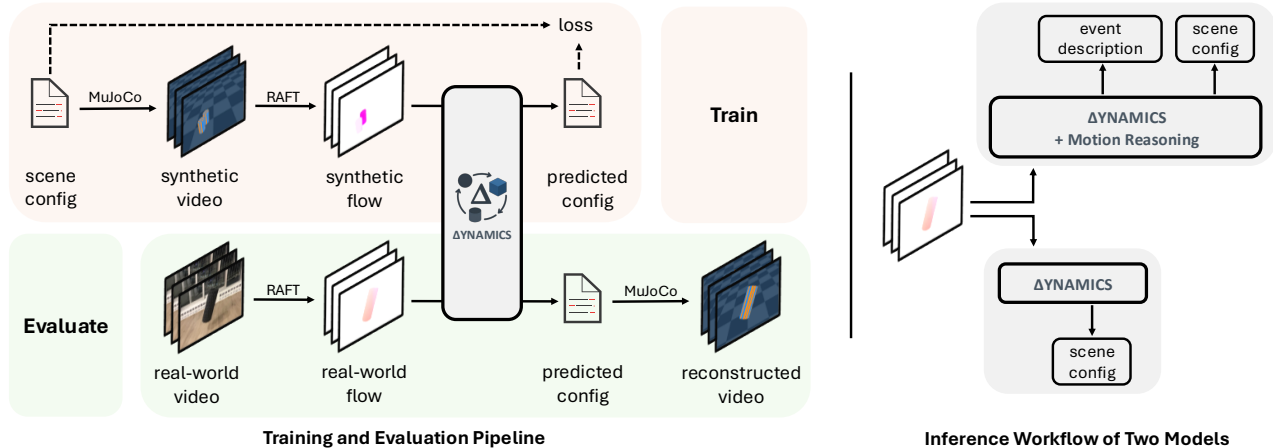 loss
MuJoCo
RAFT
scene
config
synthetic
video
synthetic
flow
predicted
config
Train
ΔYNAMICS
Evaluate
RAFT
MuJoCo
real-world
video
real-world
flow
predicted
config
reconstructed
video
Training and Evaluation Pipeline
event
description
scene
config
ΔYNAMICS
+ Motion Reasoning
ΔYNAMICS
scene
config
Inference Workflow of Two Models